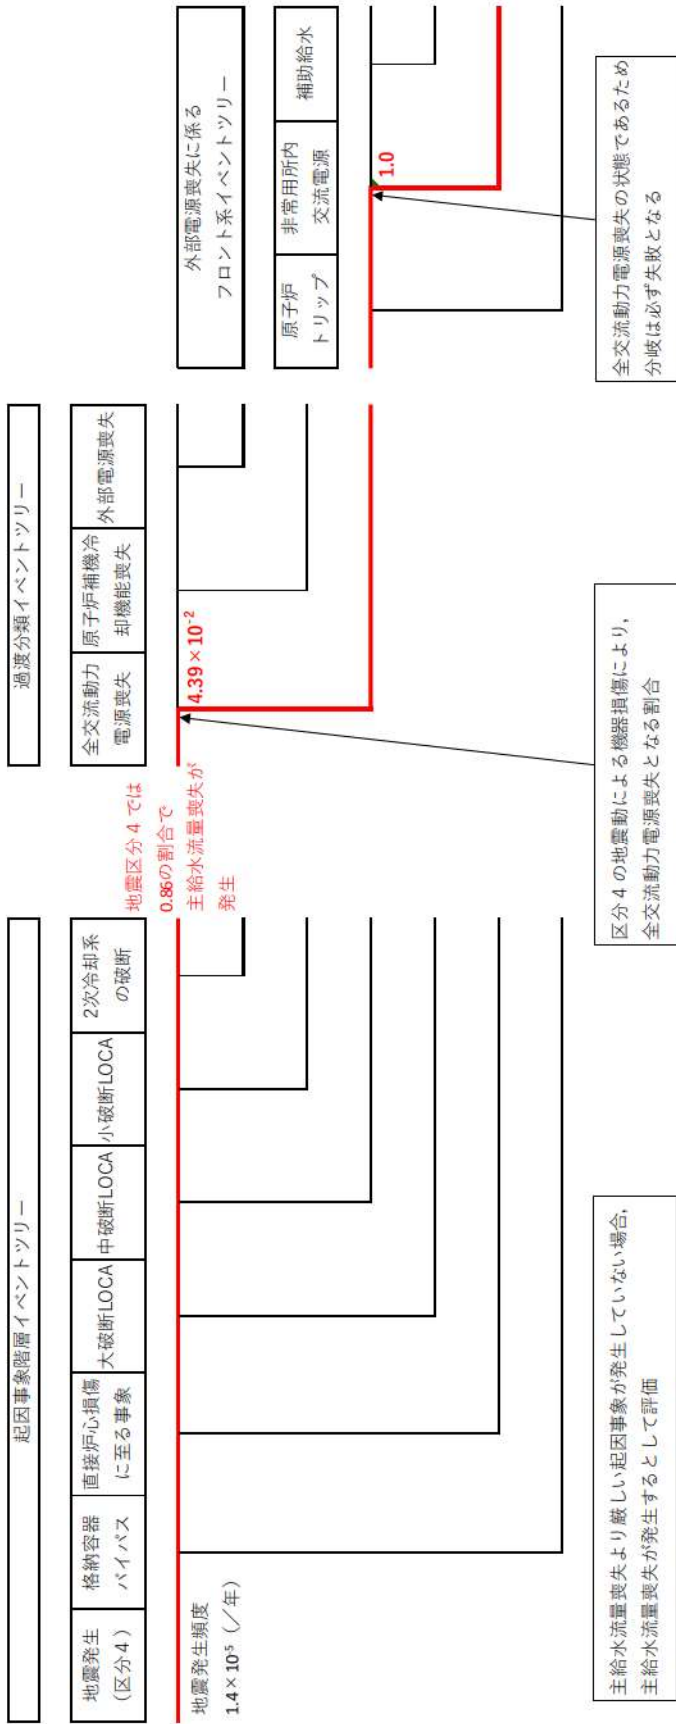 起因事象階層イベントツリー
地震発生
（区分４）
格納容器
バイパス
直接炉心損傷
に至る事象
大破断LOCA
中破断LOCA
小破断LOCA
2次冷却系
の破断
地震発生頻度
1.4×10⁻⁵（／年）
地震区分４では
0.86の割合で
主給水流量喪失が
発生
主給水流量喪失より厳しい起因事象が発生していない場合，
主給水流量喪失が発生するとして評価
過渡分類イベントツリー
全交流動力
電源喪失
原子炉補機冷
却機能喪失
外部電源喪失
4.39×10⁻²
区分４の地震動による機器損傷により，
全交流動力電源喪失となる割合
外部電源喪失に係る
フロント系イベントツリー
原子炉
トリップ
非常用所内
交流電源
補助給水
1.0
全交流動力電源喪失の状態であるため
分岐は必ず失敗となる